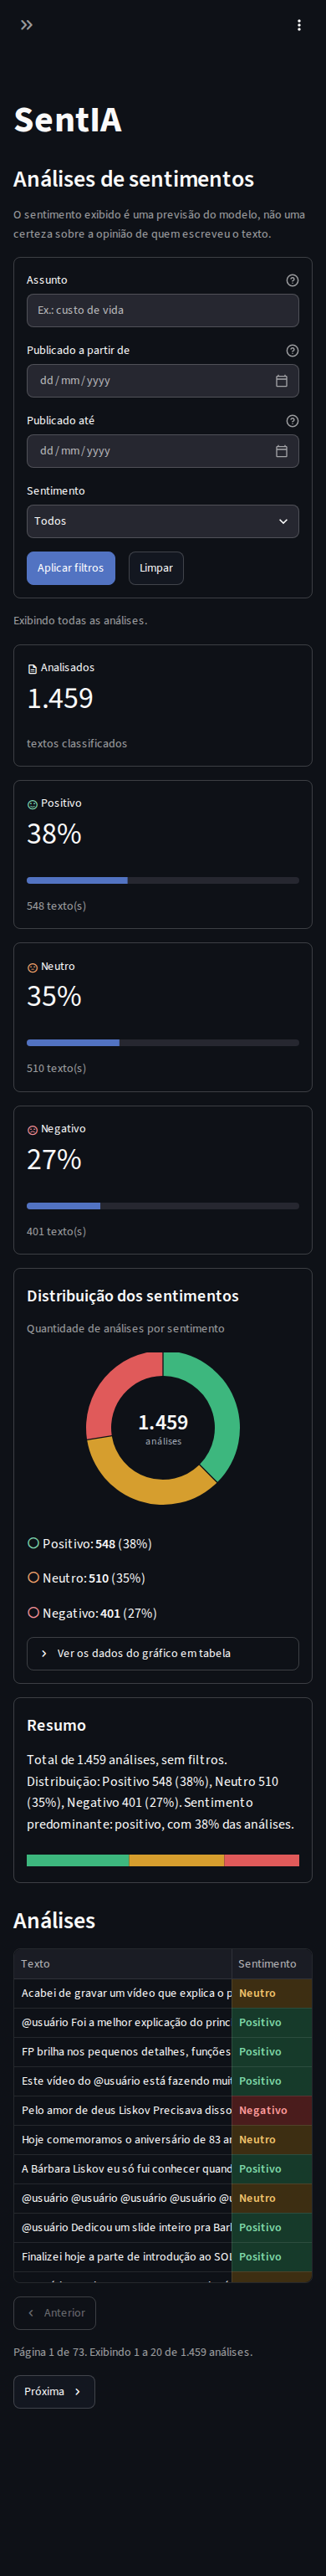 SentIA
Análises de sentimentos
O sentimento exibido é uma previsão do modelo, não uma
certeza sobre a opinião de quem escreveu o texto.
Assunto
Ex.: custo de vida
Publicado a partir de
dd/mm/yyyy
Publicado até
dd/mm/yyyy
Sentimento
Todos
Aplicar filtros
Limpar
Exibindo todas as análises.
Analisados
1.459
textos classificados
Positivo
38%
548 texto(s)
Neutro
35%
510 texto(s)
Negativo
27%
401 texto(s)
Distribuição dos sentimentos
Quantidade de análises por sentimento
1.459
análises
Positivo: 548 (38%)
Neutro: 510 (35%)
Negativo: 401 (27%)
Ver os dados do gráfico em tabela
Resumo
Total de 1.459 análises, sem filtros.
Distribuição: Positivo 548 (38%), Neutro 510
(35%), Negativo 401 (27%). Sentimento
predominante: positivo, com 38% das análises.
Análises
Texto Sentimento
Acabei de gravar um vídeo que explica o p Neutro
@usuário Foi a melhor explicação do princ Positivo
FP brilha nos pequenos detalhes, funções Positivo
Este vídeo do @usuário está fazendo mui Positivo
Pelo amor de deus Liskov Precisava disso Negativo
Hoje comemoramos o aniversário de 83 a Neutro
A Bárbara Liskov eu só fui conhecer quand Positivo
@usuário @usuário @usuário @usuário @u Neutro
@usuário Dedicou um slide inteiro pra Bar Positivo
Finalizei hoje a parte de introdução ao SOI Positivo
Anterior
Página 1 de 73. Exibindo 1 a 20 de 1.459 análises.
Próxima